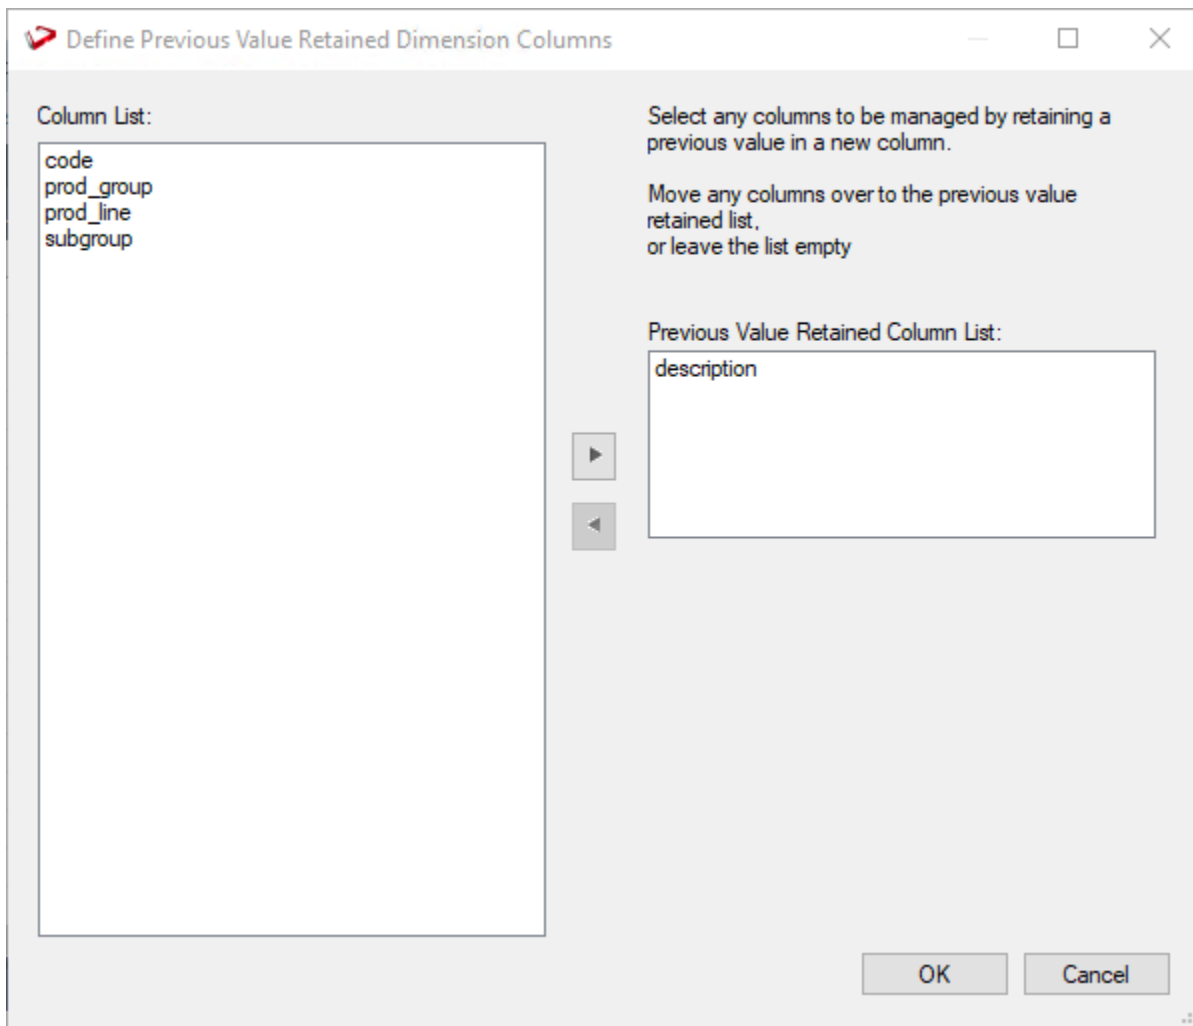 Define Previous Value Retained Dimension Columns
Column List:
code
prod_group
prod_line
subgroup
Select any columns to be managed by retaining a
previous value in a new column.
Move any columns over to the previous value
retained list,
or leave the list empty
Previous Value Retained Column List:
description
OK
Cancel